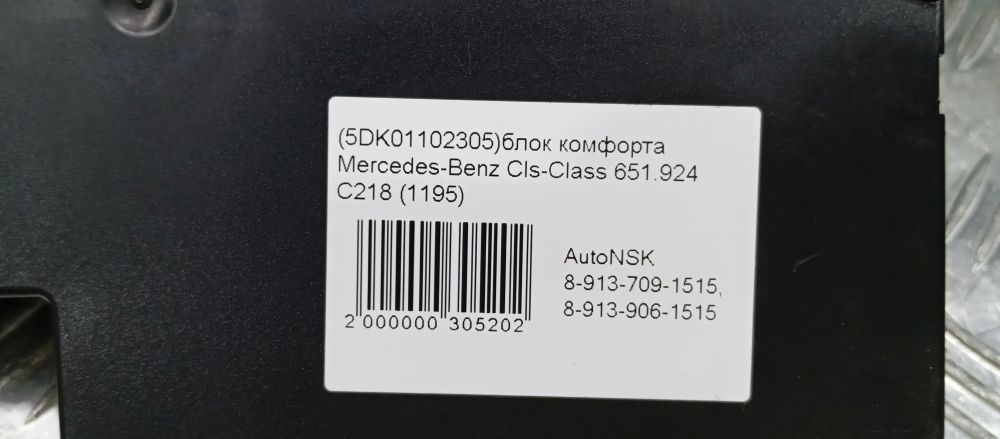 (5DK01102305)блок комфорта
Mercedes-Benz Cls-Class 651.924
C218 (1195)
AutoNSK
8-913-709-1515,
8-913-906-1515
2 000000 305202